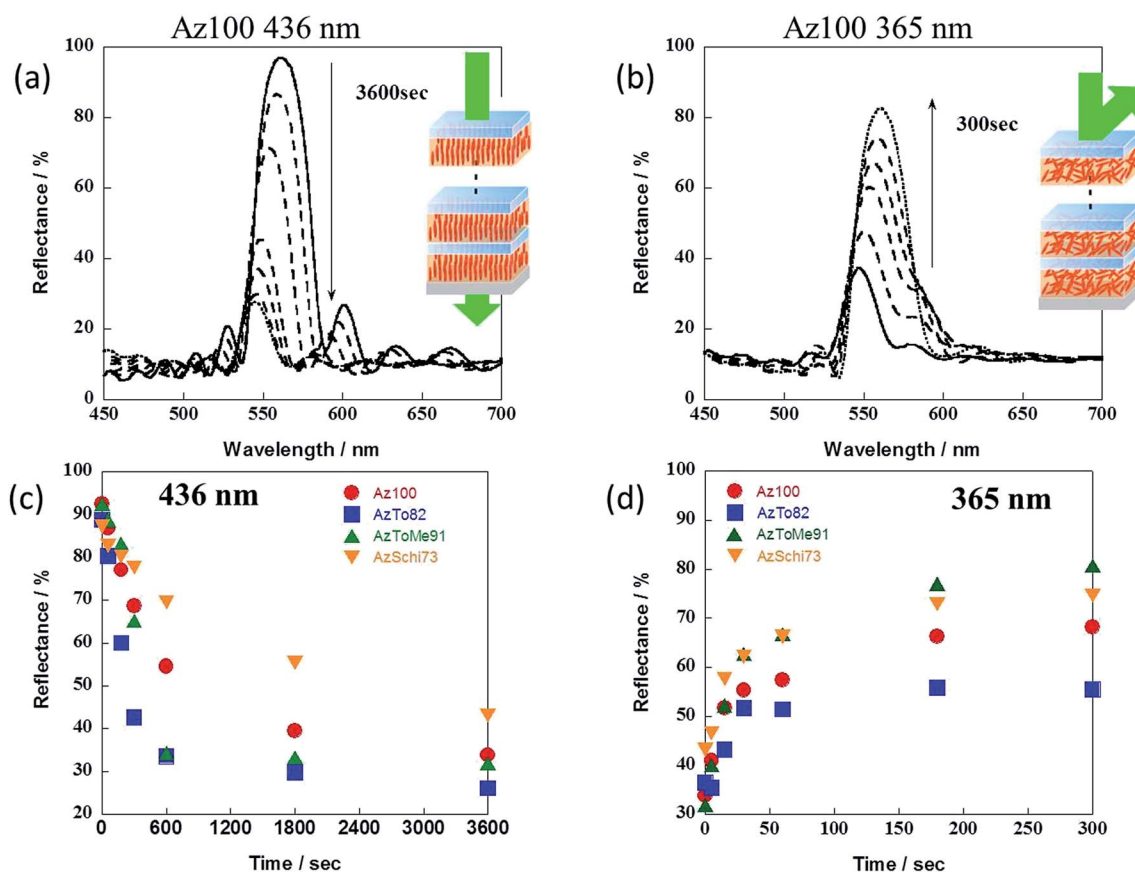 Az100 436 nm
(a)
100
80
60
40
20
0
Reflectance / %
3600sec
450 500 550 600 650 700
Wavelength / nm
Az100 365 nm
(b)
100
80
60
40
20
0
Reflectance / %
300sec
450 500 550 600 650 700
Wavelength / nm
(c)
436 nm
100
90
80
70
60
50
40
30
20
Reflectance / %
Az100
AzTo82
AzToMe91
AzSchi73
0 600 1200 1800 2400 3000 3600
Time / sec
(d)
365 nm
100
90
80
70
60
50
40
30
Reflectance / %
Az100
AzTo82
AzToMe91
AzSchi73
0 50 100 150 200 250 300
Time / sec